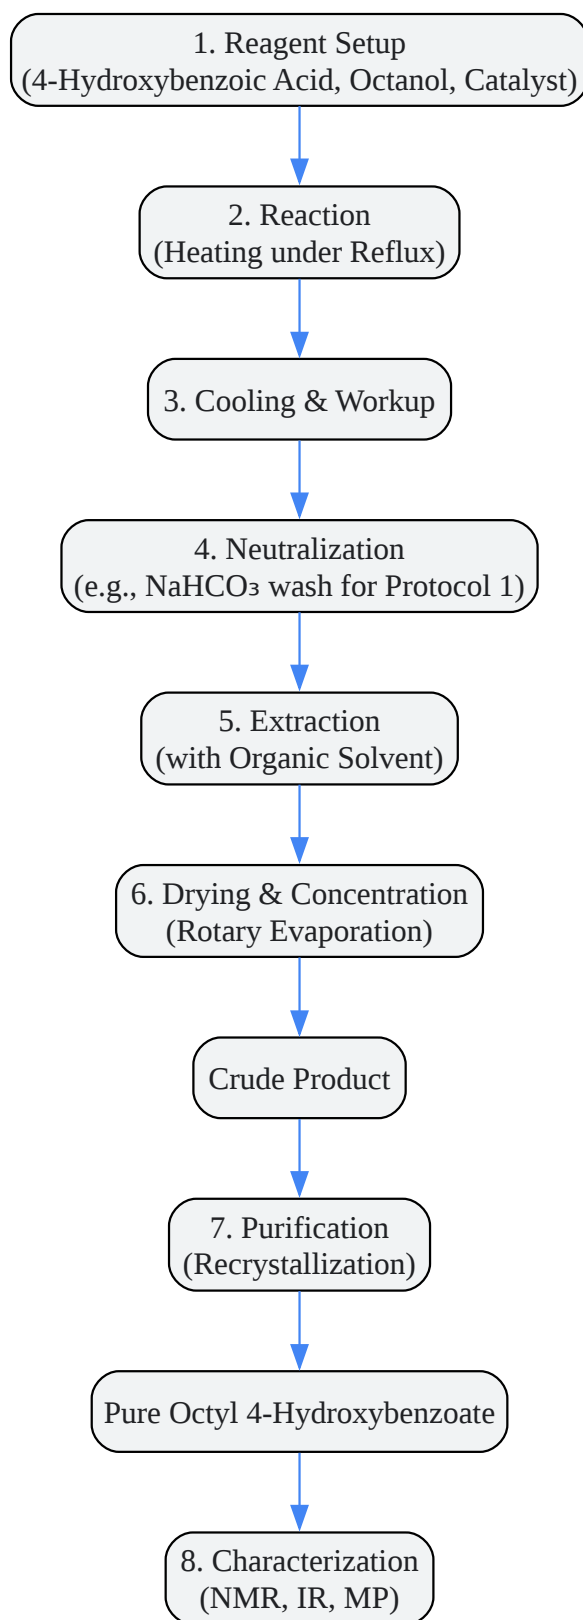 1. Reagent Setup
(4-Hydroxybenzoic Acid, Octanol, Catalyst)
2. Reaction
(Heating under Reflux)
3. Cooling & Workup
4. Neutralization
(e.g., NaHCO₃ wash for Protocol 1)
5. Extraction
(with Organic Solvent)
6. Drying & Concentration
(Rotary Evaporation)
Crude Product
7. Purification
(Recrystallization)
Pure Octyl 4-Hydroxybenzoate
8. Characterization
(NMR, IR, MP)